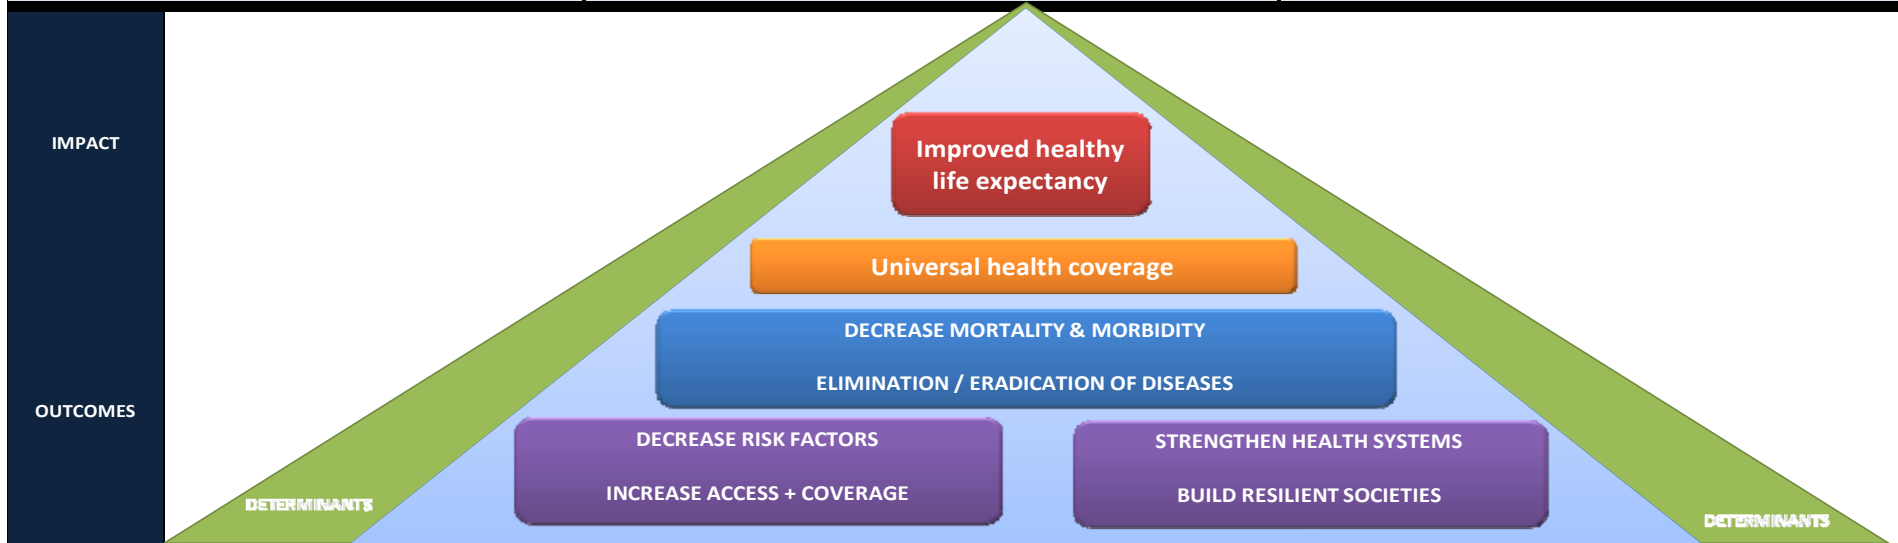 IMPACT
Improved healthy
life expectancy
Universal health coverage
DECREASE MORTALITY & MORBIDITY
ELIMINATION / ERADICATION OF DISEASES
OUTCOMES
DECREASE RISK FACTORS
INCREASE ACCESS + COVERAGE
STRENGTHEN HEALTH SYSTEMS
BUILD RESILIENT SOCIETIES
DETERMINANTS
DETERMINANTS